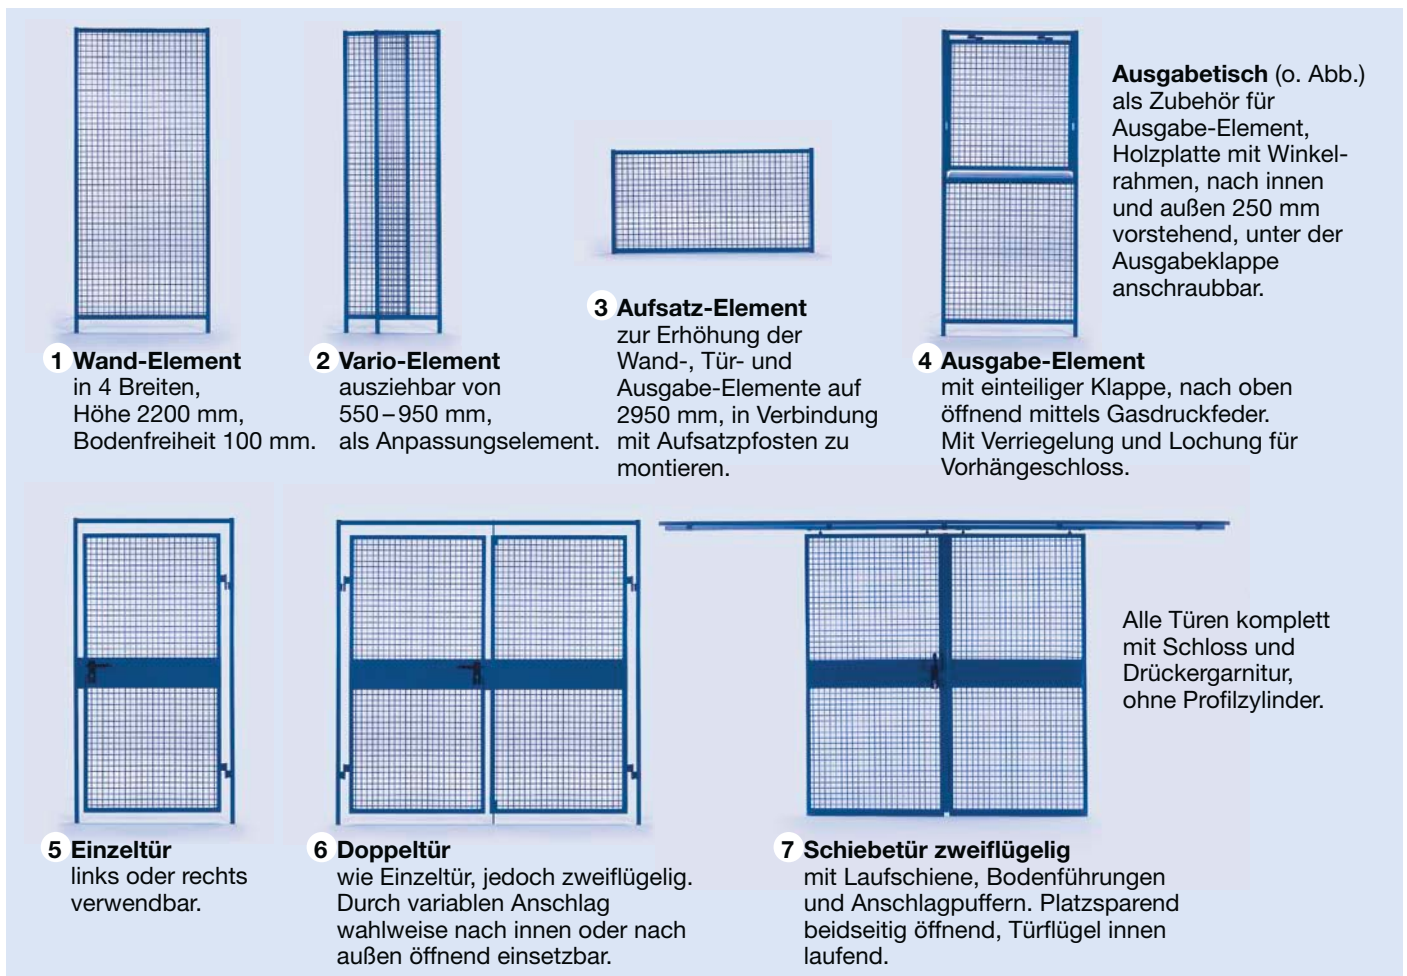 Ausgabetisch (o. Abb.)
als Zubehör für
Ausgabe-Element,
Holzplatte mit Winkel-
rahmen, nach innen
und außen 250 mm
vorstehend, unter der
Ausgabeklappe
anschraubbar.
1 Wand-Element
in 4 Breiten,
Höhe 2200 mm,
Bodenfreiheit 100 mm.
2 Vario-Element
ausziehbar von
550–950 mm,
als Anpassungselement.
3 Aufsatz-Element
zur Erhöhung der
Wand-, Tür- und
Ausgabe-Elemente auf
2950 mm, in Verbindung
mit Aufsatzpfosten zu
montieren.
4 Ausgabe-Element
mit einteiliger Klappe, nach oben
öffnend mittels Gasdruckfeder.
Mit Verriegelung und Lochung für
Vorhängeschloss.
Alle Türen komplett
mit Schloss und
Drückergarnitur,
ohne Profilzylinder.
5 Einzeltür
links oder rechts
verwendbar.
6 Doppeltür
wie Einzeltür, jedoch zweiflügelig.
Durch variablen Anschlag
wahlweise nach innen oder nach
außen öffnend einsetzbar.
7 Schiebetür zweiflügelig
mit Laufschiene, Bodenführungen
und Anschlagpuffern. Platzsparend
beidseitig öffnend, Türflügel innen
laufend.